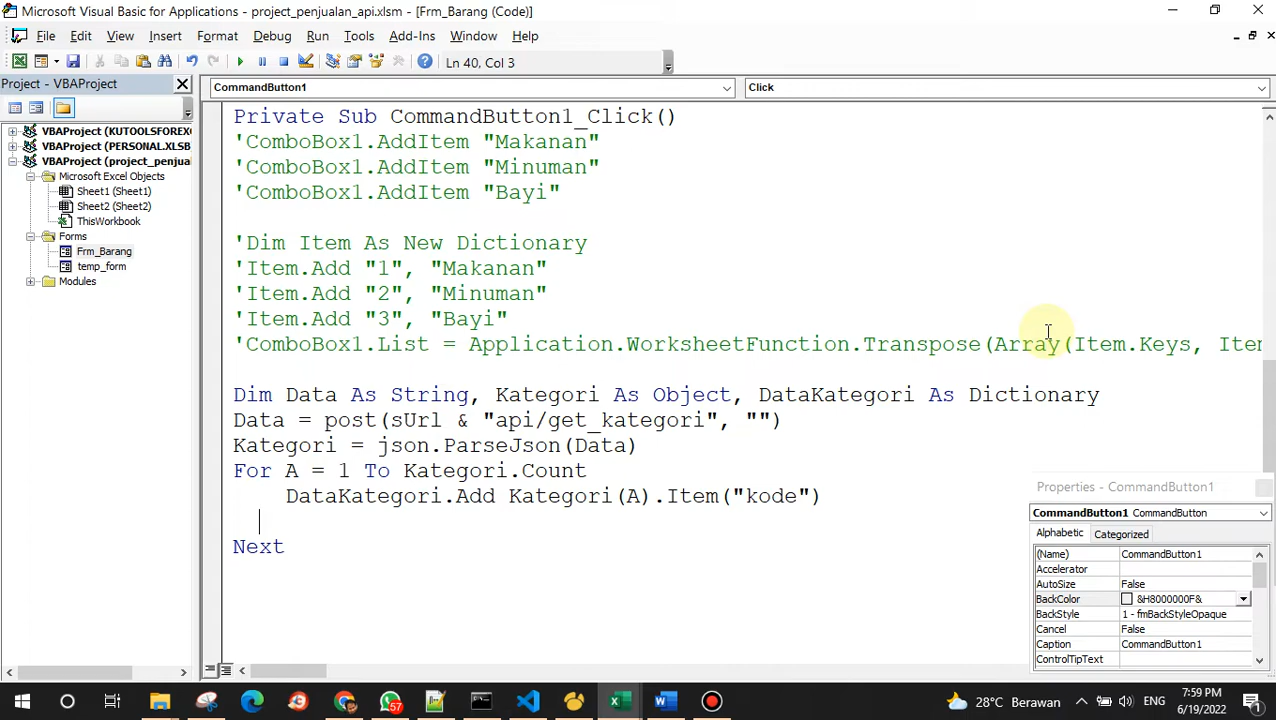 Microsoft Visual Basic for Applications - project_penjualan_api.xlsm - [Frm_Barang (Code)]
File Edit View Insert Format Debug Run Tools Add-Ins Window Help
Ln 40, Col 3
Project - VBAProject
CommandButton1
Click
VBAProject (KUTOOLSFOREX
VBAProject (PERSONAL.XLSB
VBAProject (project_penjual
Microsoft Excel Objects
Sheet1 (Sheet1)
Sheet2 (Sheet2)
ThisWorkbook
Forms
Frm_Barang
temp_form
Modules
Private Sub CommandButton1_Click()
'ComboBox1.AddItem "Makanan"
'ComboBox1.AddItem "Minuman"
'ComboBox1.AddItem "Bayi"
'Dim Item As New Dictionary
'Item.Add "1", "Makanan"
'Item.Add "2", "Minuman"
'Item.Add "3", "Bayi"
'ComboBox1.List = Application.WorksheetFunction.Transpose(Array(Item.Keys, Iter
Dim Data As String, Kategori As Object, DataKategori As Dictionary
Data = post(sUrl & "api/get_kategori", "")
Kategori = json.ParseJson(Data)
For A = 1 To Kategori.Count
DataKategori.Add Kategori(A).Item("kode")
Next
Properties - CommandButton1
CommandButton1 CommandButton
Alphabetic Categorized
(Name) CommandButton1
Accelerator
AutoSize False
BackColor &H8000000F&
BackStyle 1 - fmBackStyleOpaque
Cancel False
Caption CommandButton1
ControlTipText
57
28°C Berawan
ENG
7:59 PM
6/19/2022
1